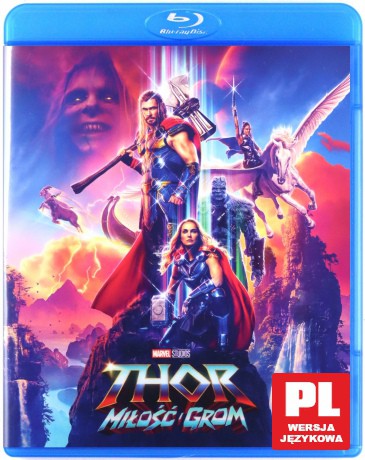 Blu-ray Disc
MARVEL STUDIOS
THOR
MIŁOŚĆ I GROM
PL
WERSJA
JĘZYKOWA